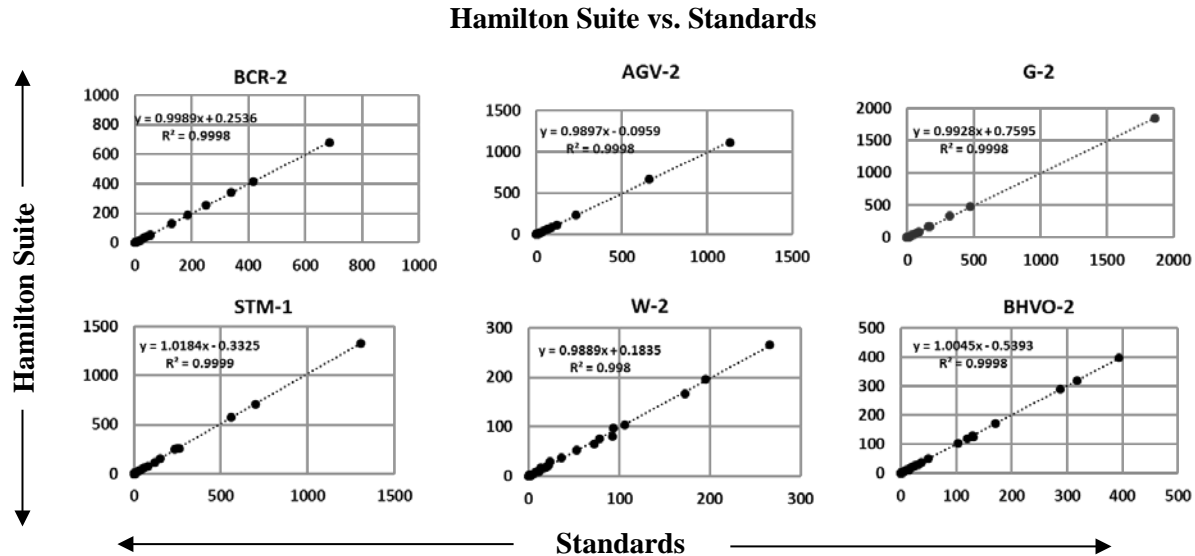 Hamilton Suite vs. Standards
Hamilton Suite
BCR-2
1000
800
600
400
200
0
y = 0.9989x + 0.2536
R² = 0.9998
0 200 400 600 800 1000
AGV-2
1500
1000
500
0
y = 0.9897x - 0.0959
R² = 0.9998
0 500 1000 1500
G-2
2000
1500
1000
500
0
y = 0.9928x + 0.7595
R² = 0.9998
0 500 1000 1500 2000
STM-1
1500
1000
500
0
y = 1.0184x - 0.3325
R² = 0.9999
0 500 1000 1500
W-2
300
200
100
0
y = 0.9889x + 0.1835
R² = 0.998
0 100 200 300
BHVO-2
500
400
300
200
100
0
y = 1.0045x - 0.5393
R² = 0.9998
0 100 200 300 400 500
Standards